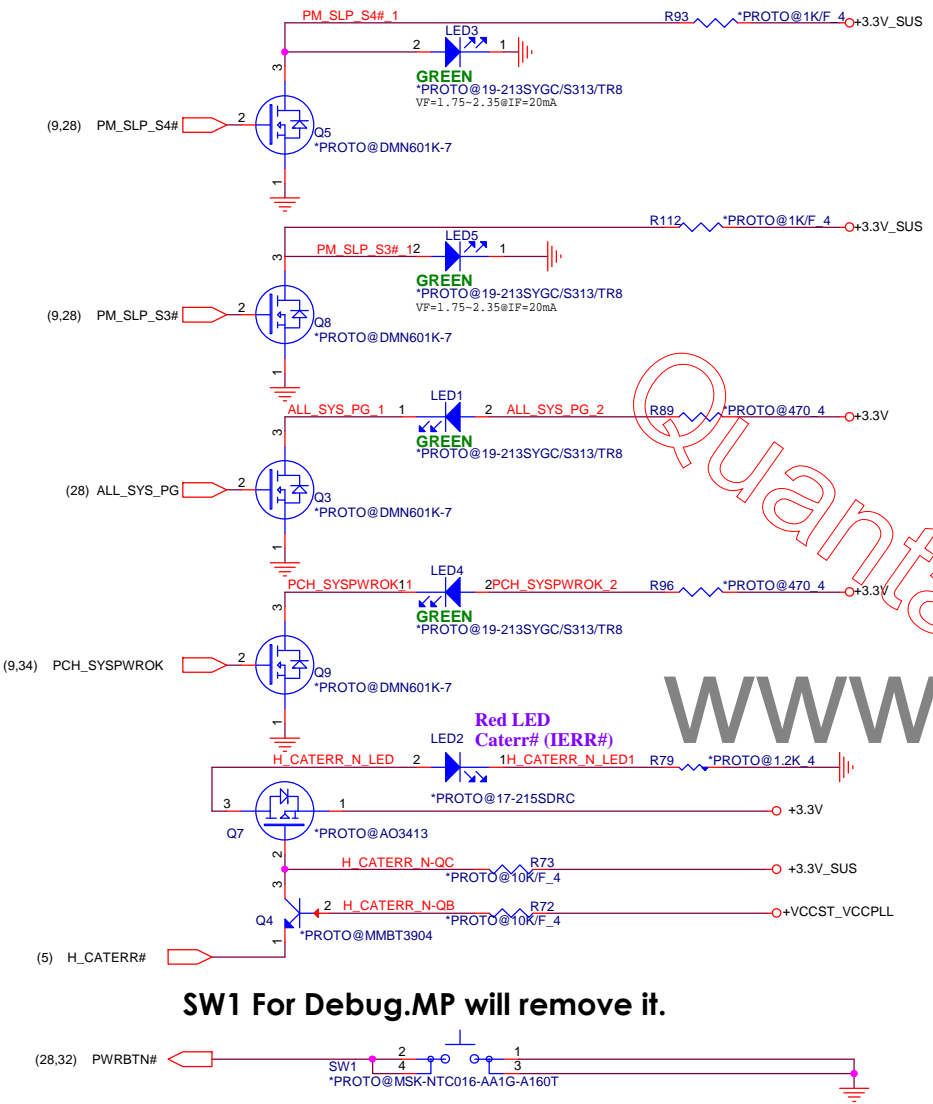 PM_SLP_S4#_1
R93 *PROTO@1K/F_4 +3.3V_SUS
LED3
2 1
GREEN
*PROTO@19-213SYGC/S313/TR8
VF=1.75~2.35@IF=20mA
3
(9,28) PM_SLP_S4# 2
Q5
*PROTO@DMN601K-7
1
R112 *PROTO@1K/F_4 +3.3V_SUS
LED5
PM_SLP_S3#_1 2 1
3
GREEN
*PROTO@19-213SYGC/S313/TR8
VF=1.75~2.35@IF=20mA
(9,28) PM_SLP_S3# 2
Q8
*PROTO@DMN601K-7
1
LED1
ALL_SYS_PG_1 1 2 ALL_SYS_PG_2 R89 *PROTO@470_4 +3.3V
3
GREEN
*PROTO@19-213SYGC/S313/TR8
(28) ALL_SYS_PG 2
Q3
*PROTO@DMN601K-7
1
Quanta
LED4
PCH_SYSPWROK11 2PCH_SYSPWROK_2 R96 *PROTO@470_4 +3.3V
3
GREEN
*PROTO@19-213SYGC/S313/TR8
(9,34) PCH_SYSPWROK 2
Q9
*PROTO@DMN601K-7
1
www
Red LED
Caterr# (IERR#)
LED2
H_CATERR_N_LED 2 1H_CATERR_N_LED1 R79 *PROTO@1.2K_4
*PROTO@17-215SDRC
3 1 +3.3V
Q7 *PROTO@AO3413
2
H_CATERR_N-QC R73 +3.3V_SUS
*PROTO@10K/F_4
3
2 H_CATERR_N-QB R72 +VCCST_VCCPLL
*PROTO@10K/F_4
Q4
*PROTO@MMBT3904
1
(5) H_CATERR#
SW1 For Debug.MP will remove it.
(28,32) PWRBTN# 2 1
SW1 4 3
*PROTO@MSK-NTC016-AA1G-A160T